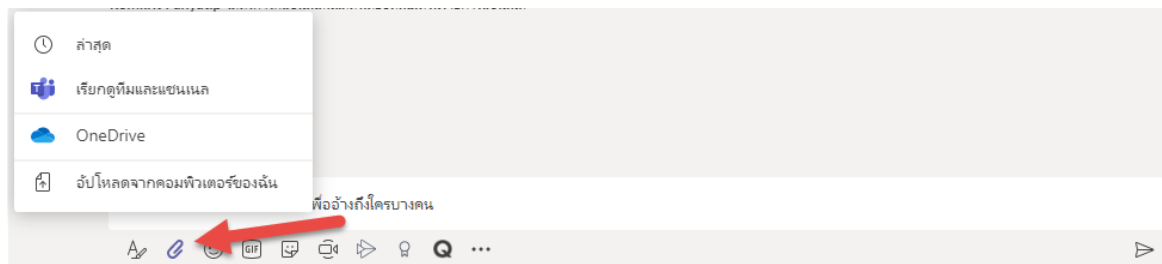 ล่าสุด
เรียกดูทีมและแชนเนล
OneDrive
อัปโหลดจากคอมพิวเตอร์ของฉัน
เพื่ออ้างถึงใครบางคน
GIF
Q